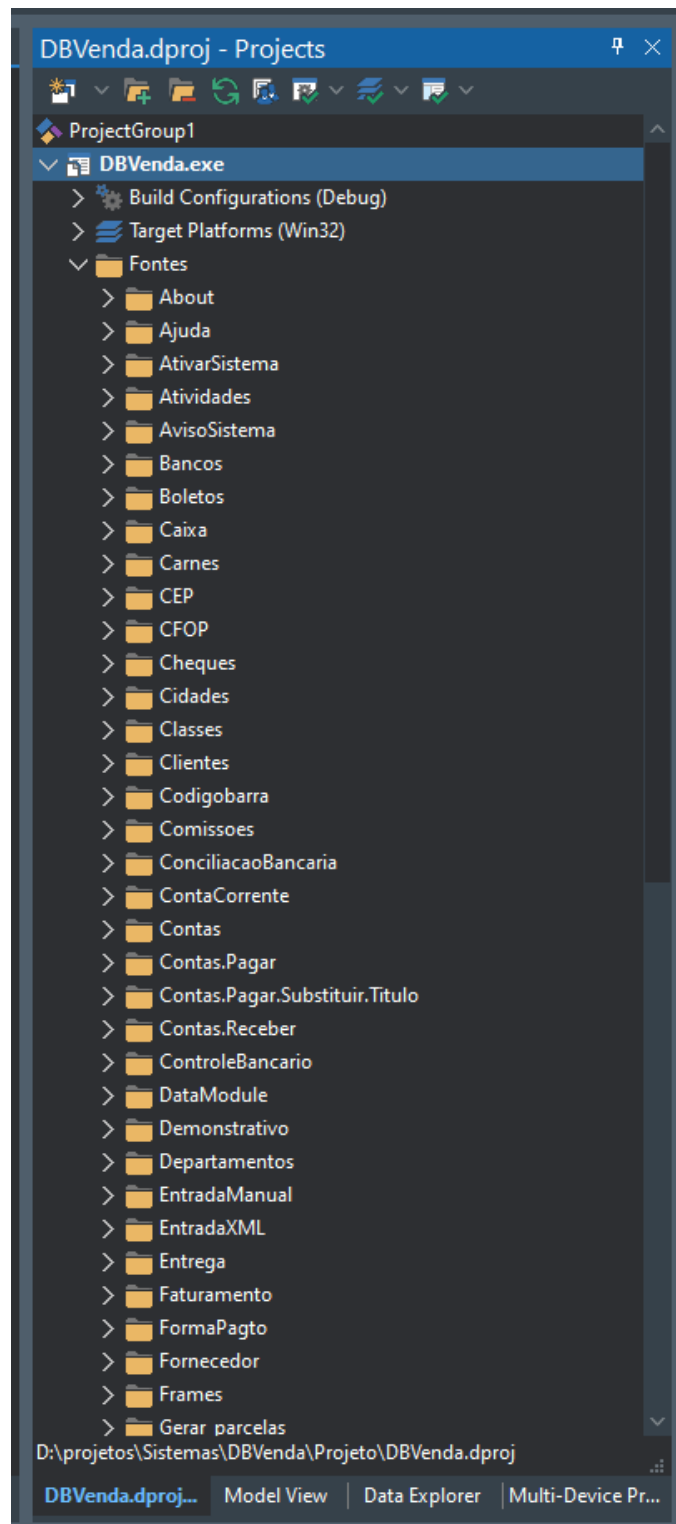 DBVenda.dproj - Projects
ProjectGroup1
DBVenda.exe
Build Configurations (Debug)
Target Platforms (Win32)
Fontes
About
Ajuda
AtivarSistema
Atividades
AvisoSistema
Bancos
Boletos
Caixa
Carnes
CEP
CFOP
Cheques
Cidades
Classes
Clientes
Codigobarra
Comissoes
ConciliacaoBancaria
ContaCorrente
Contas
Contas.Pagar
Contas.Pagar.Substituir.Titulo
Contas.Receber
ControleBancario
DataModule
Demonstrativo
Departamentos
EntradaManual
EntradaXML
Entrega
Faturamento
FormaPagto
Fornecedor
Frames
Gerar parcelas
D:\projetos\Sistemas\DBVenda\Projeto\DBVenda.dproj
DBVenda.dproj... Model View Data Explorer Multi-Device Pr...